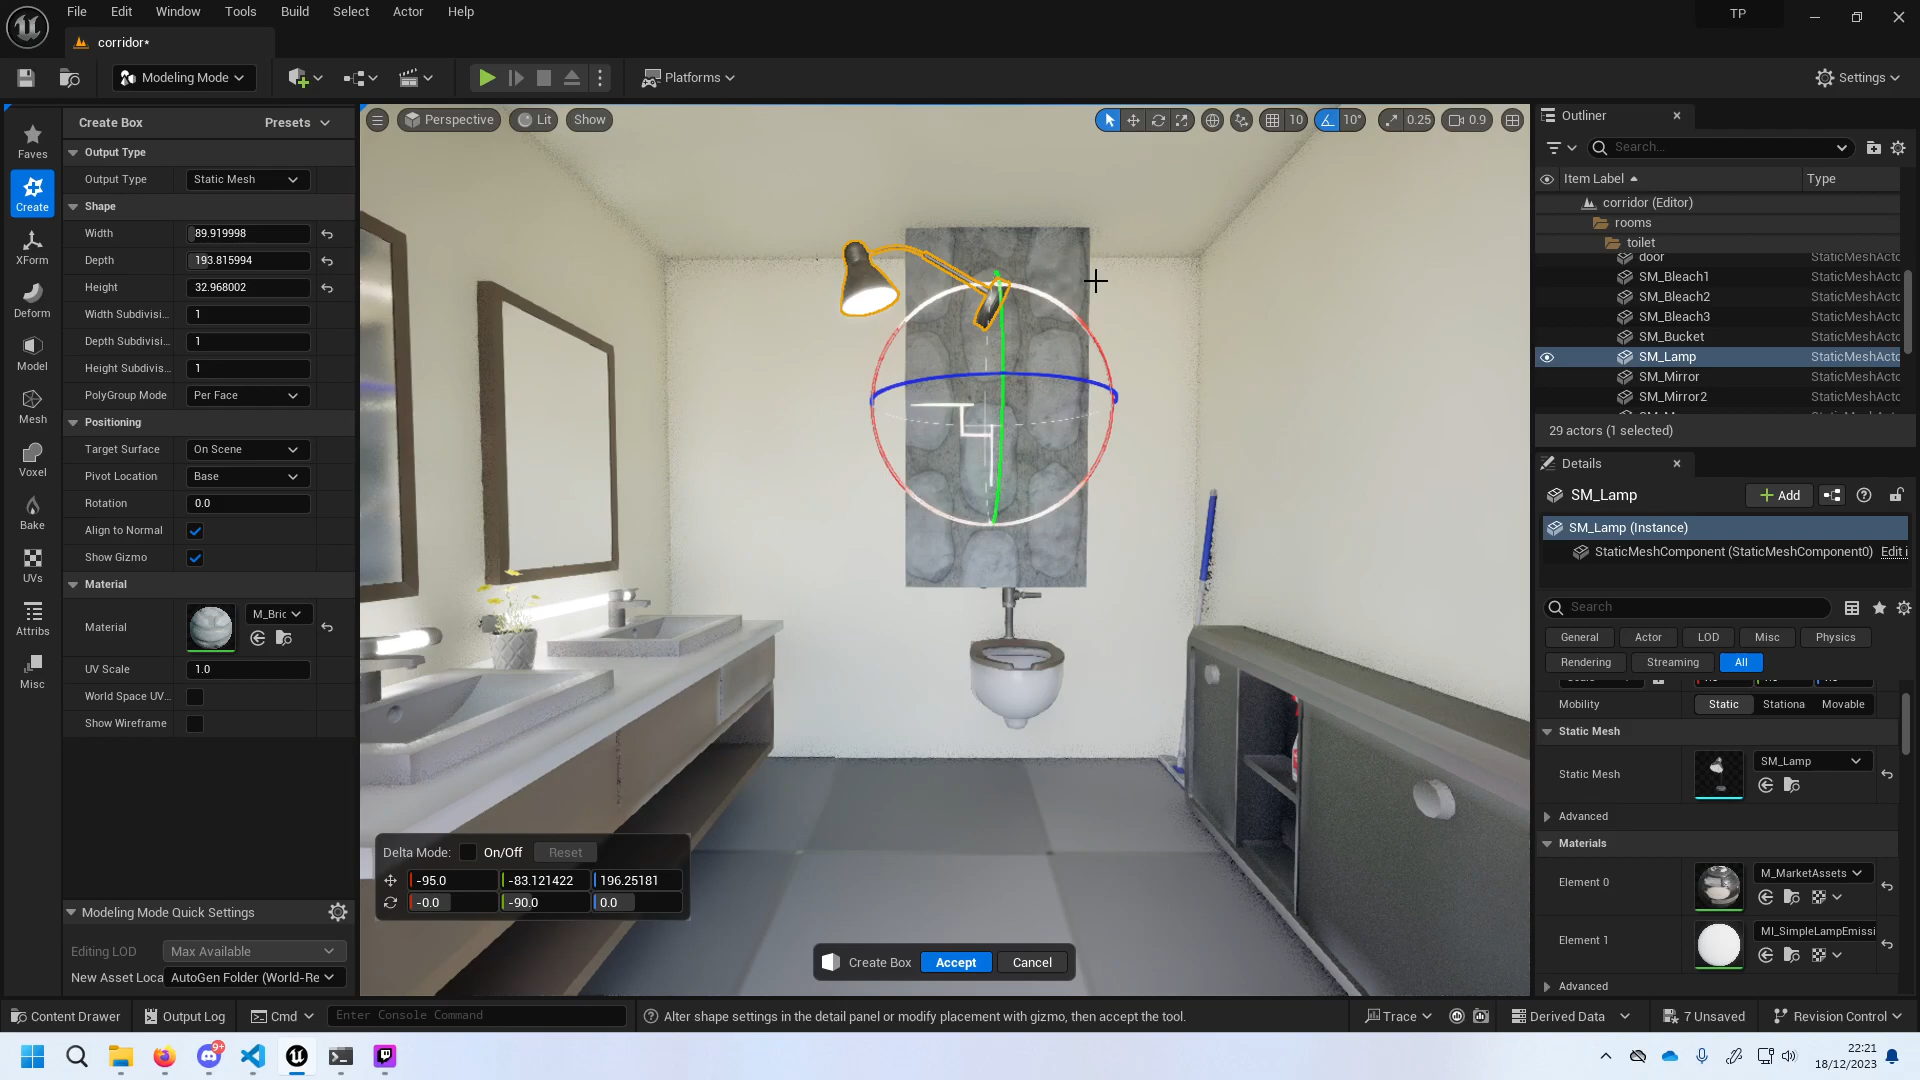 File Edit Window Tools Build Select Actor Help
TP
corridor*
Modeling Mode
Platforms
Settings
Create Box
Presets
Faves
Create
XForm
Deform
Model
Mesh
Voxel
Bake
UVs
Attribs
Misc
Output Type
Output Type Static Mesh
Shape
Width 89.919998
Depth 193.815994
Height 32.968002
Width Subdivisi... 1
Depth Subdivisi... 1
Height Subdivis... 1
PolyGroup Mode Per Face
Positioning
Target Surface On Scene
Pivot Location Base
Rotation 0.0
Align to Normal
Show Gizmo
Material
Material M_Bric
UV Scale 1.0
World Space UV...
Show Wireframe
Modeling Mode Quick Settings
Editing LOD Max Available
New Asset Loca AutoGen Folder (World-Re
Perspective Lit Show
10 10° 0.25 0.9
Delta Mode: On/Off Reset
-95.0 -83.121422 196.25181
-0.0 -90.0 0.0
Create Box Accept Cancel
Outliner
Search...
Item Label Type
corridor (Editor)
rooms
toilet
door StaticMeshActo
SM_Bleach1 StaticMeshActo
SM_Bleach2 StaticMeshActo
SM_Bleach3 StaticMeshActo
SM_Bucket StaticMeshActo
SM_Lamp StaticMeshActo
SM_Mirror StaticMeshActo
SM_Mirror2 StaticMeshActo
29 actors (1 selected)
Details
SM_Lamp
Add
SM_Lamp (Instance)
StaticMeshComponent (StaticMeshComponent0) Edit i
Search
General Actor LOD Misc Physics
Rendering Streaming All
Mobility Static Stationa Movable
Static Mesh
Static Mesh SM_Lamp
Advanced
Materials
Element 0 M_MarketAssets
Element 1 MI_SimpleLampEmissi
Advanced
Content Drawer Output Log Cmd Enter Console Command
Alter shape settings in the detail panel or modify placement with gizmo, then accept the tool.
Trace Derived Data 7 Unsaved Revision Control
9+
22:21
18/12/2023